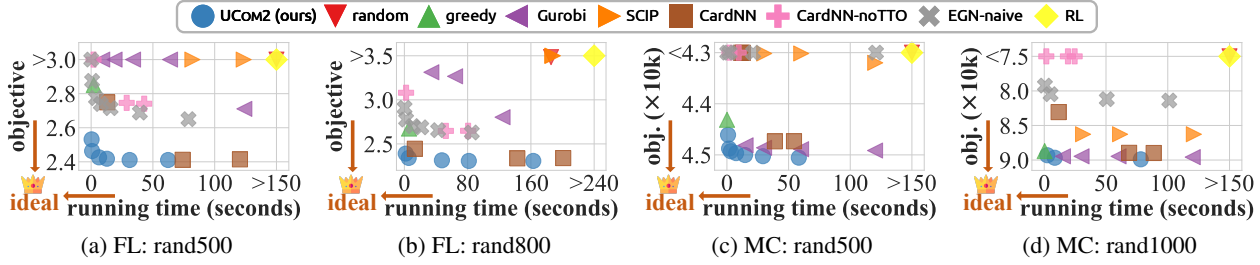 UCOM2 (ours) random greedy Gurobi SCIP CardNN CardNN-noTTO EGN-naive RL
objective
>3.0
2.8
2.6
2.4
0 50 100 >150
ideal
running time (seconds)
(a) FL: rand500
objective
>3.5
3.0
2.5
0 80 160 >240
ideal
running time (seconds)
(b) FL: rand800
obj. (×10k)
<4.3
4.4
4.5
0 50 100 >150
ideal
running time (seconds)
(c) MC: rand500
obj. (×10k)
<7.5
8.0
8.5
9.0
0 50 100 >150
ideal
running time (seconds)
(d) MC: rand1000